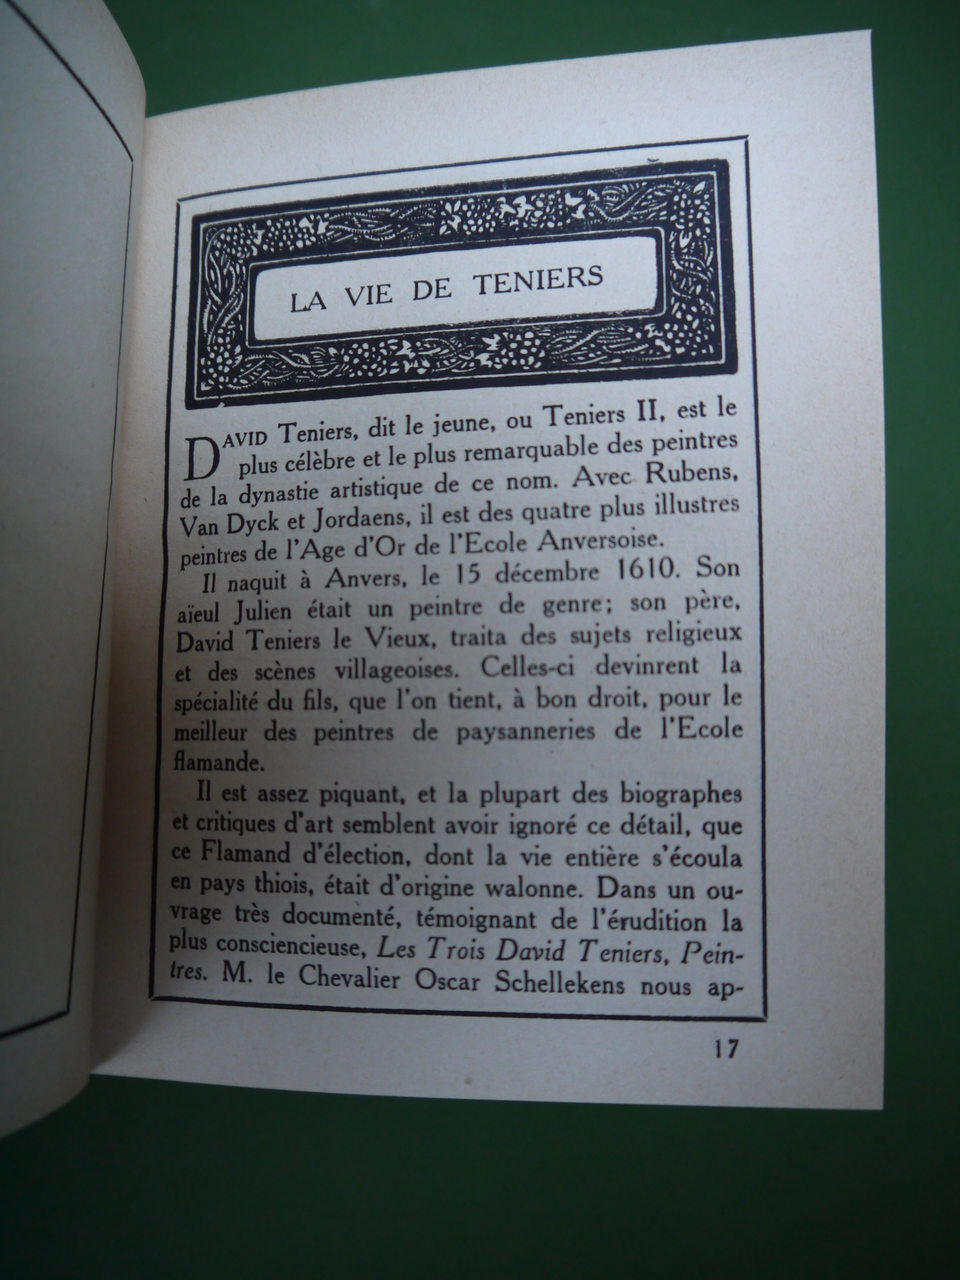 LA VIE DE TENIERS
DAVID Teniers, dit le jeune, ou Teniers II, est le
plus célèbre et le plus remarquable des peintres
de la dynastie artistique de ce nom. Avec Rubens,
Van Dyck et Jordaens, il est des quatre plus illustres
peintres de l'Age d'Or de l'Ecole Anversoise.
Il naquit à Anvers, le 15 décembre 1610. Son
aïeul Julien était un peintre de genre; son père,
David Teniers le Vieux, traita des sujets religieux
et des scènes villageoises. Celles-ci devinrent la
spécialité du fils, que l'on tient, à bon droit, pour le
meilleur des peintres de paysanneries de l'Ecole
flamande.
Il est assez piquant, et la plupart des biographes
et critiques d'art semblent avoir ignoré ce détail, que
ce Flamand d'élection, dont la vie entière s'écoula
en pays thiois, était d'origine walonne. Dans un ou-
vrage très documenté, témoignant de l'érudition la
plus consciencieuse, Les Trois David Teniers, Pein-
tres. M. le Chevalier Oscar Schellekens nous ap-
17